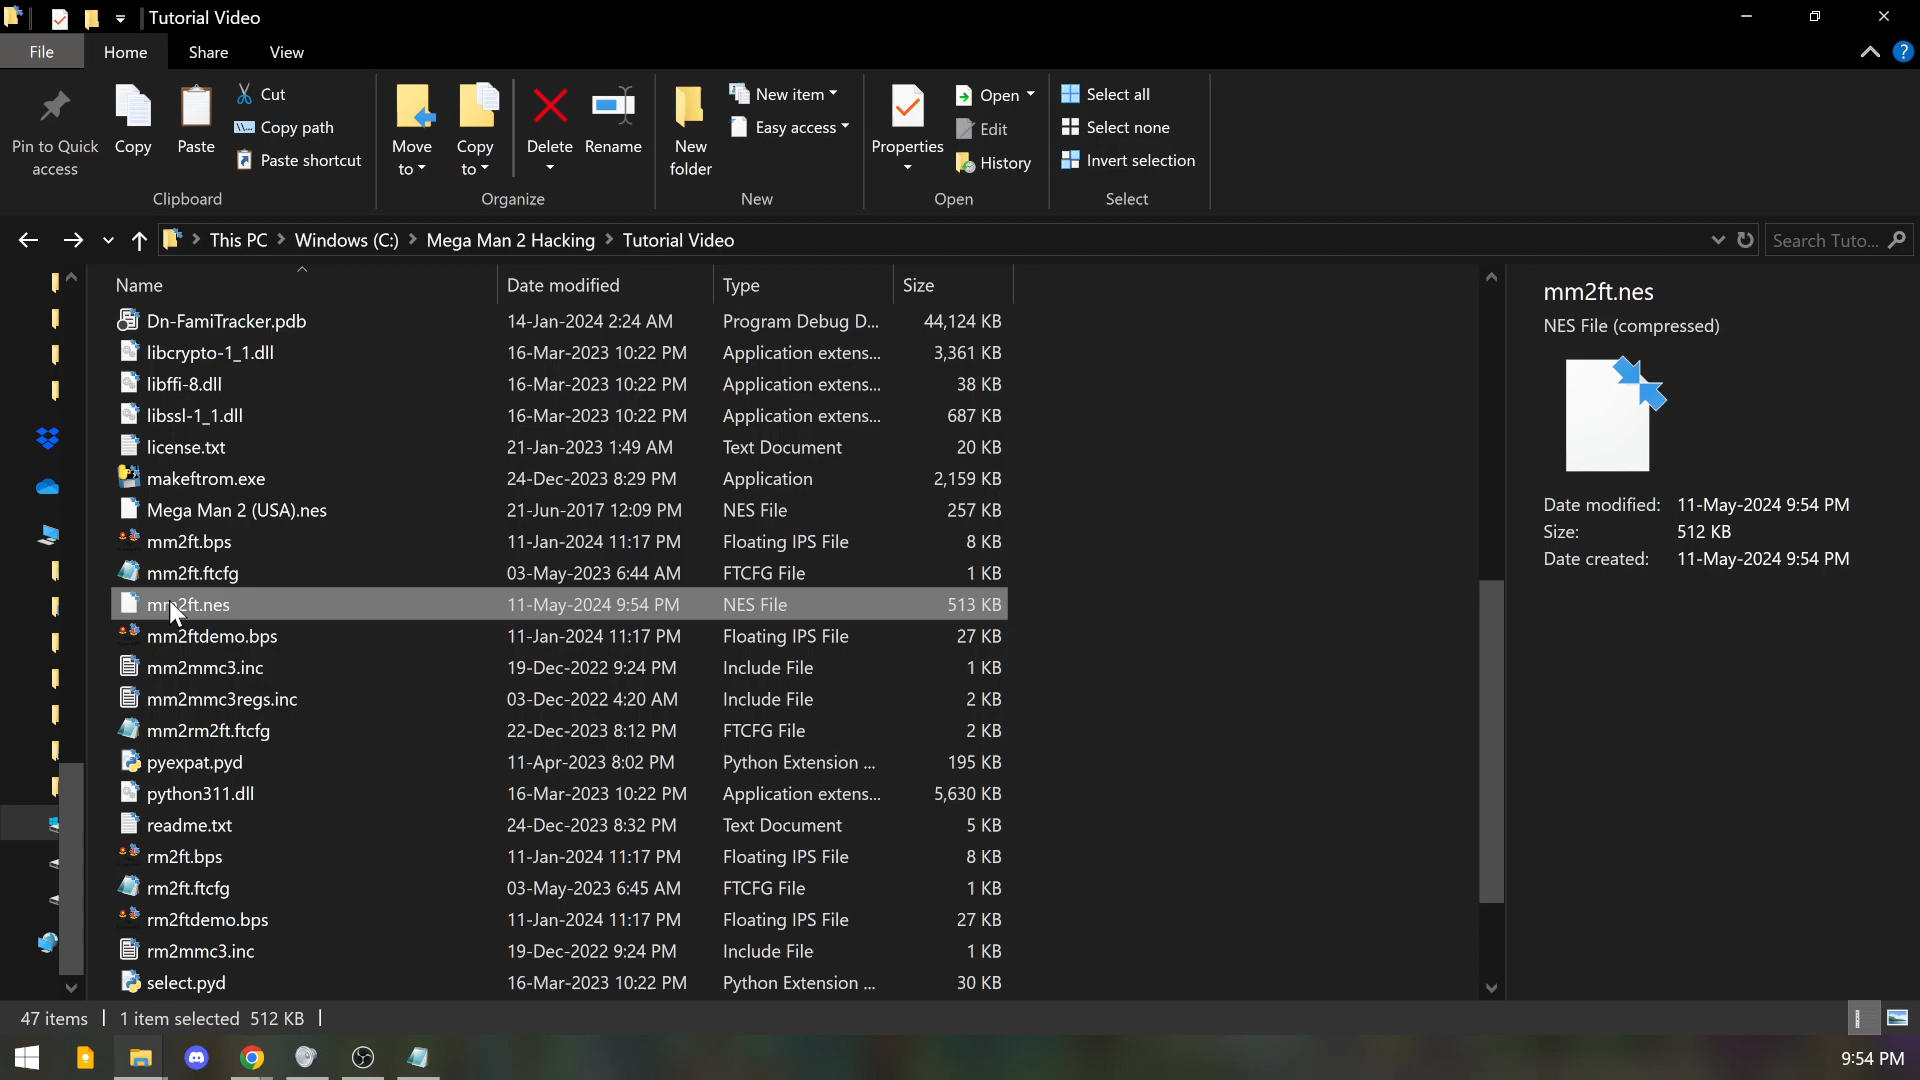 Tutorial Video
File Home Share View
Pin to Quick access
Copy
Paste
Cut
Copy path
Paste shortcut
Clipboard
Move to
Copy to
Delete
Rename
Organize
New folder
New item
Easy access
New
Properties
Open
Edit
History
Open
Select all
Select none
Invert selection
Select
This PC > Windows (C:) > Mega Man 2 Hacking > Tutorial Video
Search Tuto...
Name Date modified Type Size
Dn-FamiTracker.pdb 14-Jan-2024 2:24 AM Program Debug D... 44,124 KB
libcrypto-1_1.dll 16-Mar-2023 10:22 PM Application extens... 3,361 KB
libffi-8.dll 16-Mar-2023 10:22 PM Application extens... 38 KB
libssl-1_1.dll 16-Mar-2023 10:22 PM Application extens... 687 KB
license.txt 21-Jan-2023 1:49 AM Text Document 20 KB
makeftrom.exe 24-Dec-2023 8:29 PM Application 2,159 KB
Mega Man 2 (USA).nes 21-Jun-2017 12:09 PM NES File 257 KB
mm2ft.bps 11-Jan-2024 11:17 PM Floating IPS File 8 KB
mm2ft.ftcfg 03-May-2023 6:44 AM FTCFG File 1 KB
mm2ft.nes 11-May-2024 9:54 PM NES File 513 KB
mm2ftdemo.bps 11-Jan-2024 11:17 PM Floating IPS File 27 KB
mm2mmc3.inc 19-Dec-2022 9:24 PM Include File 1 KB
mm2mmc3regs.inc 03-Dec-2022 4:20 AM Include File 2 KB
mm2rm2ft.ftcfg 22-Dec-2023 8:12 PM FTCFG File 2 KB
pyexpat.pyd 11-Apr-2023 8:02 PM Python Extension ... 195 KB
python311.dll 16-Mar-2023 10:22 PM Application extens... 5,630 KB
readme.txt 24-Dec-2023 8:32 PM Text Document 5 KB
rm2ft.bps 11-Jan-2024 11:17 PM Floating IPS File 8 KB
rm2ft.ftcfg 03-May-2023 6:45 AM FTCFG File 1 KB
rm2ftdemo.bps 11-Jan-2024 11:17 PM Floating IPS File 27 KB
rm2mmc3.inc 19-Dec-2022 9:24 PM Include File 1 KB
select.pyd 16-Mar-2023 10:22 PM Python Extension ... 30 KB
mm2ft.nes
NES File (compressed)
Date modified: 11-May-2024 9:54 PM
Size: 512 KB
Date created: 11-May-2024 9:54 PM
47 items 1 item selected 512 KB
9:54 PM